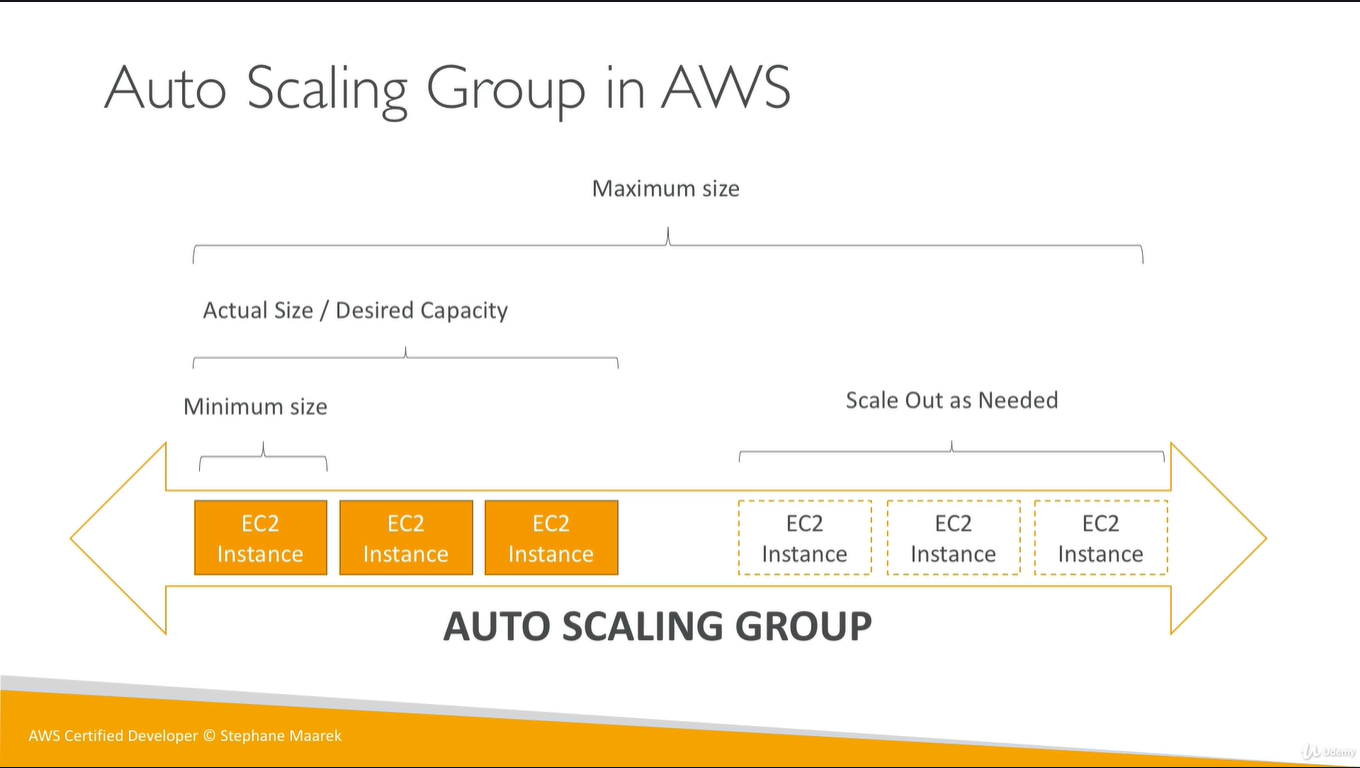 Auto Scaling Group in AWS
Maximum size
Actual Size / Desired Capacity
Minimum size
Scale Out as Needed
EC2
Instance
EC2
Instance
EC2
Instance
EC2
Instance
EC2
Instance
EC2
Instance
AUTO SCALING GROUP
AWS Certified Developer © Stephane Maarek
Udemy